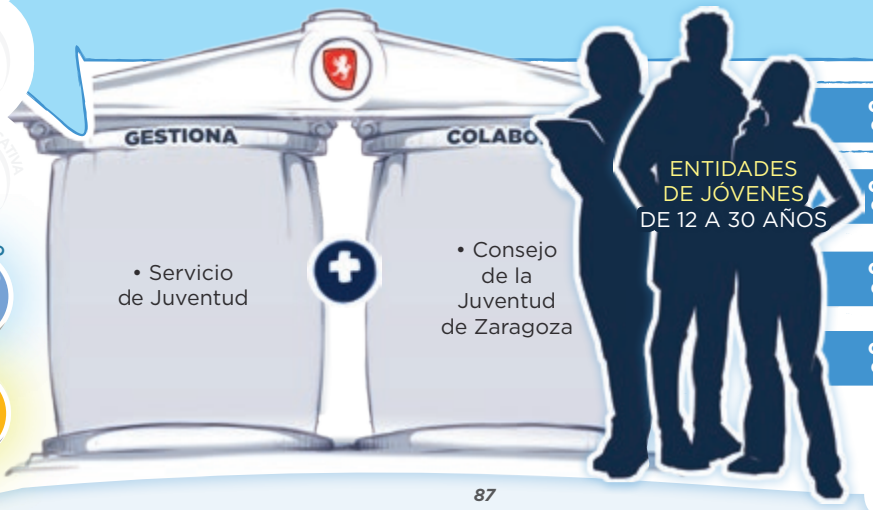 GESTIONA
COLABO
• Servicio
de Juventud
• Consejo
de la
Juventud
de Zaragoza
ENTIDADES
DE JÓVENES
DE 12 A 30 AÑOS
87